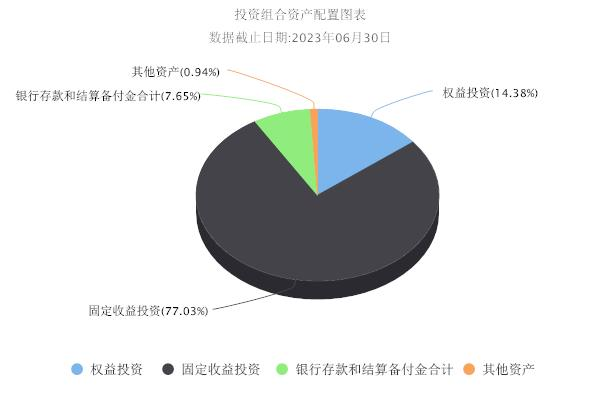 投资组合资产配置图表
数据截止日期:2023年06月30日
其他资产(0.94%)
银行存款和结算备付金合计(7.65%)
权益投资(14.38%)
固定收益投资(77.03%)
权益投资 固定收益投资 银行存款和结算备付金合计 其他资产